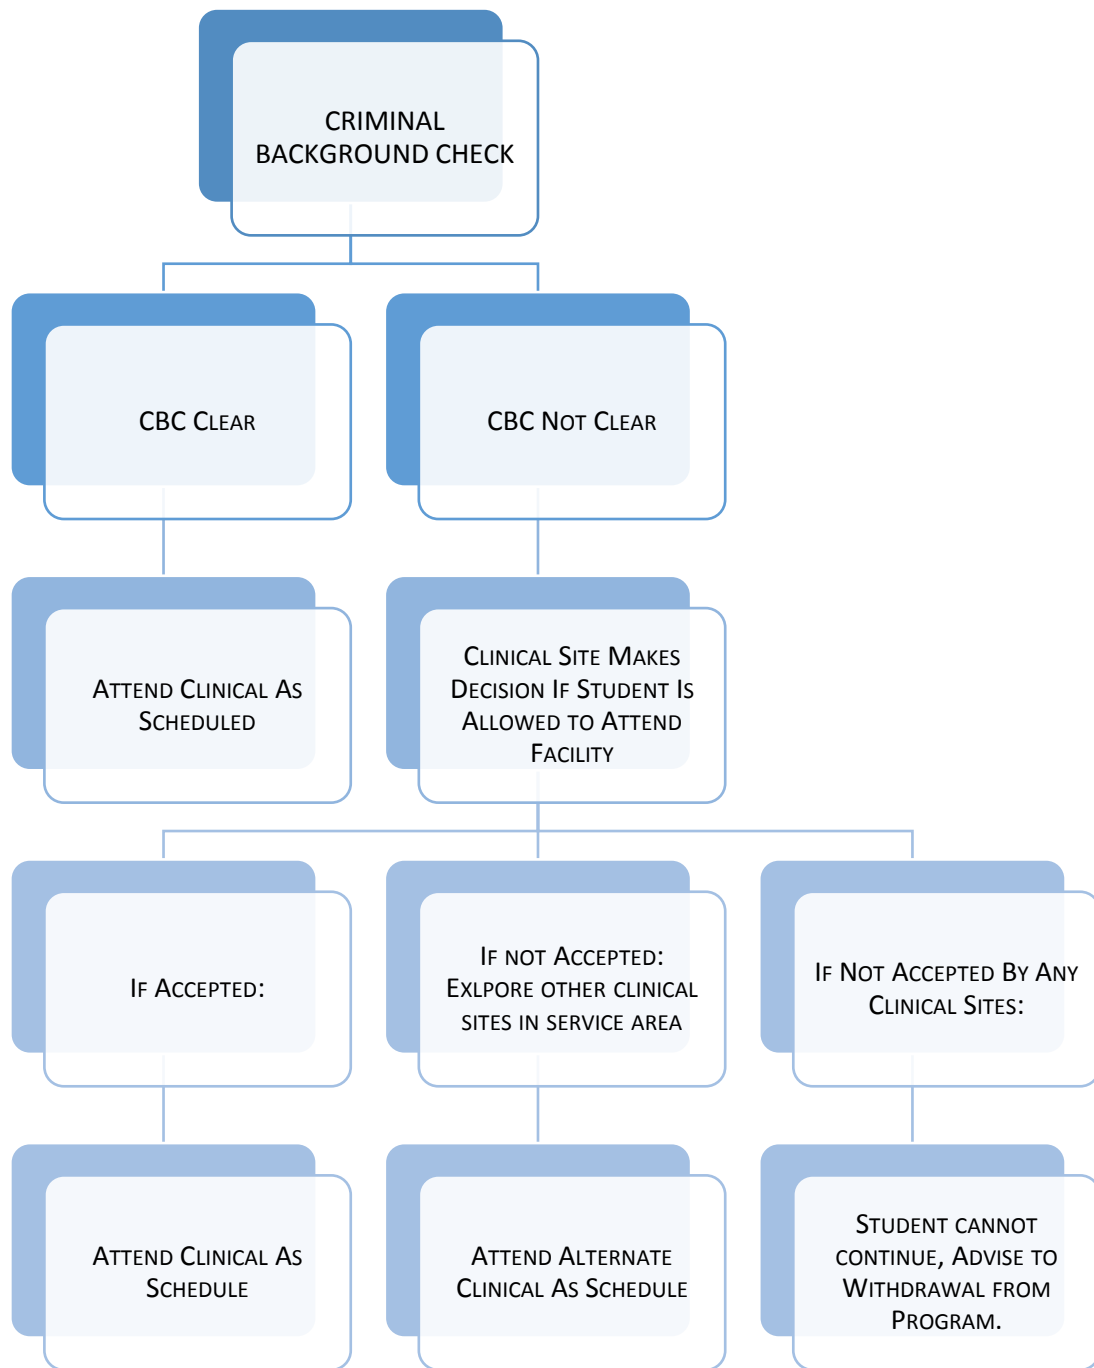 CRIMINAL
BACKGROUND CHECK
CBC CLEAR
CBC NOT CLEAR
ATTEND CLINICAL AS
SCHEDULED
CLINICAL SITE MAKES
DECISION IF STUDENT IS
ALLOWED TO ATTEND
FACILITY
IF ACCEPTED:
IF NOT ACCEPTED:
EXLPORE OTHER CLINICAL
SITES IN SERVICE AREA
IF NOT ACCEPTED BY ANY
CLINICAL SITES:
ATTEND CLINICAL AS
SCHEDULE
ATTEND ALTERNATE
CLINICAL AS SCHEDULE
STUDENT CANNOT
CONTINUE, ADVISE TO
WITHDRAWAL FROM
PROGRAM.